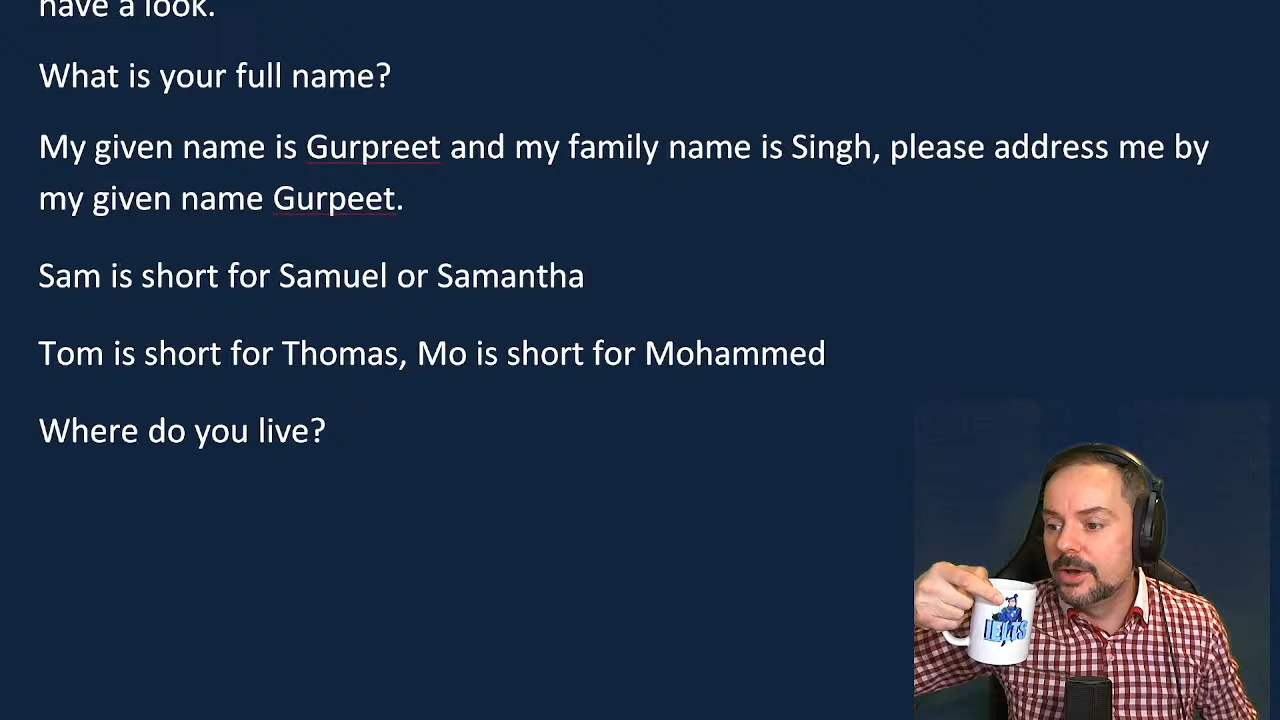 have a look.
What is your full name?
My given name is Gurpreet and my family name is Singh, please address me by
my given name Gurpeet.
Sam is short for Samuel or Samantha
Tom is short for Thomas, Mo is short for Mohammed
Where do you live?
IELTS